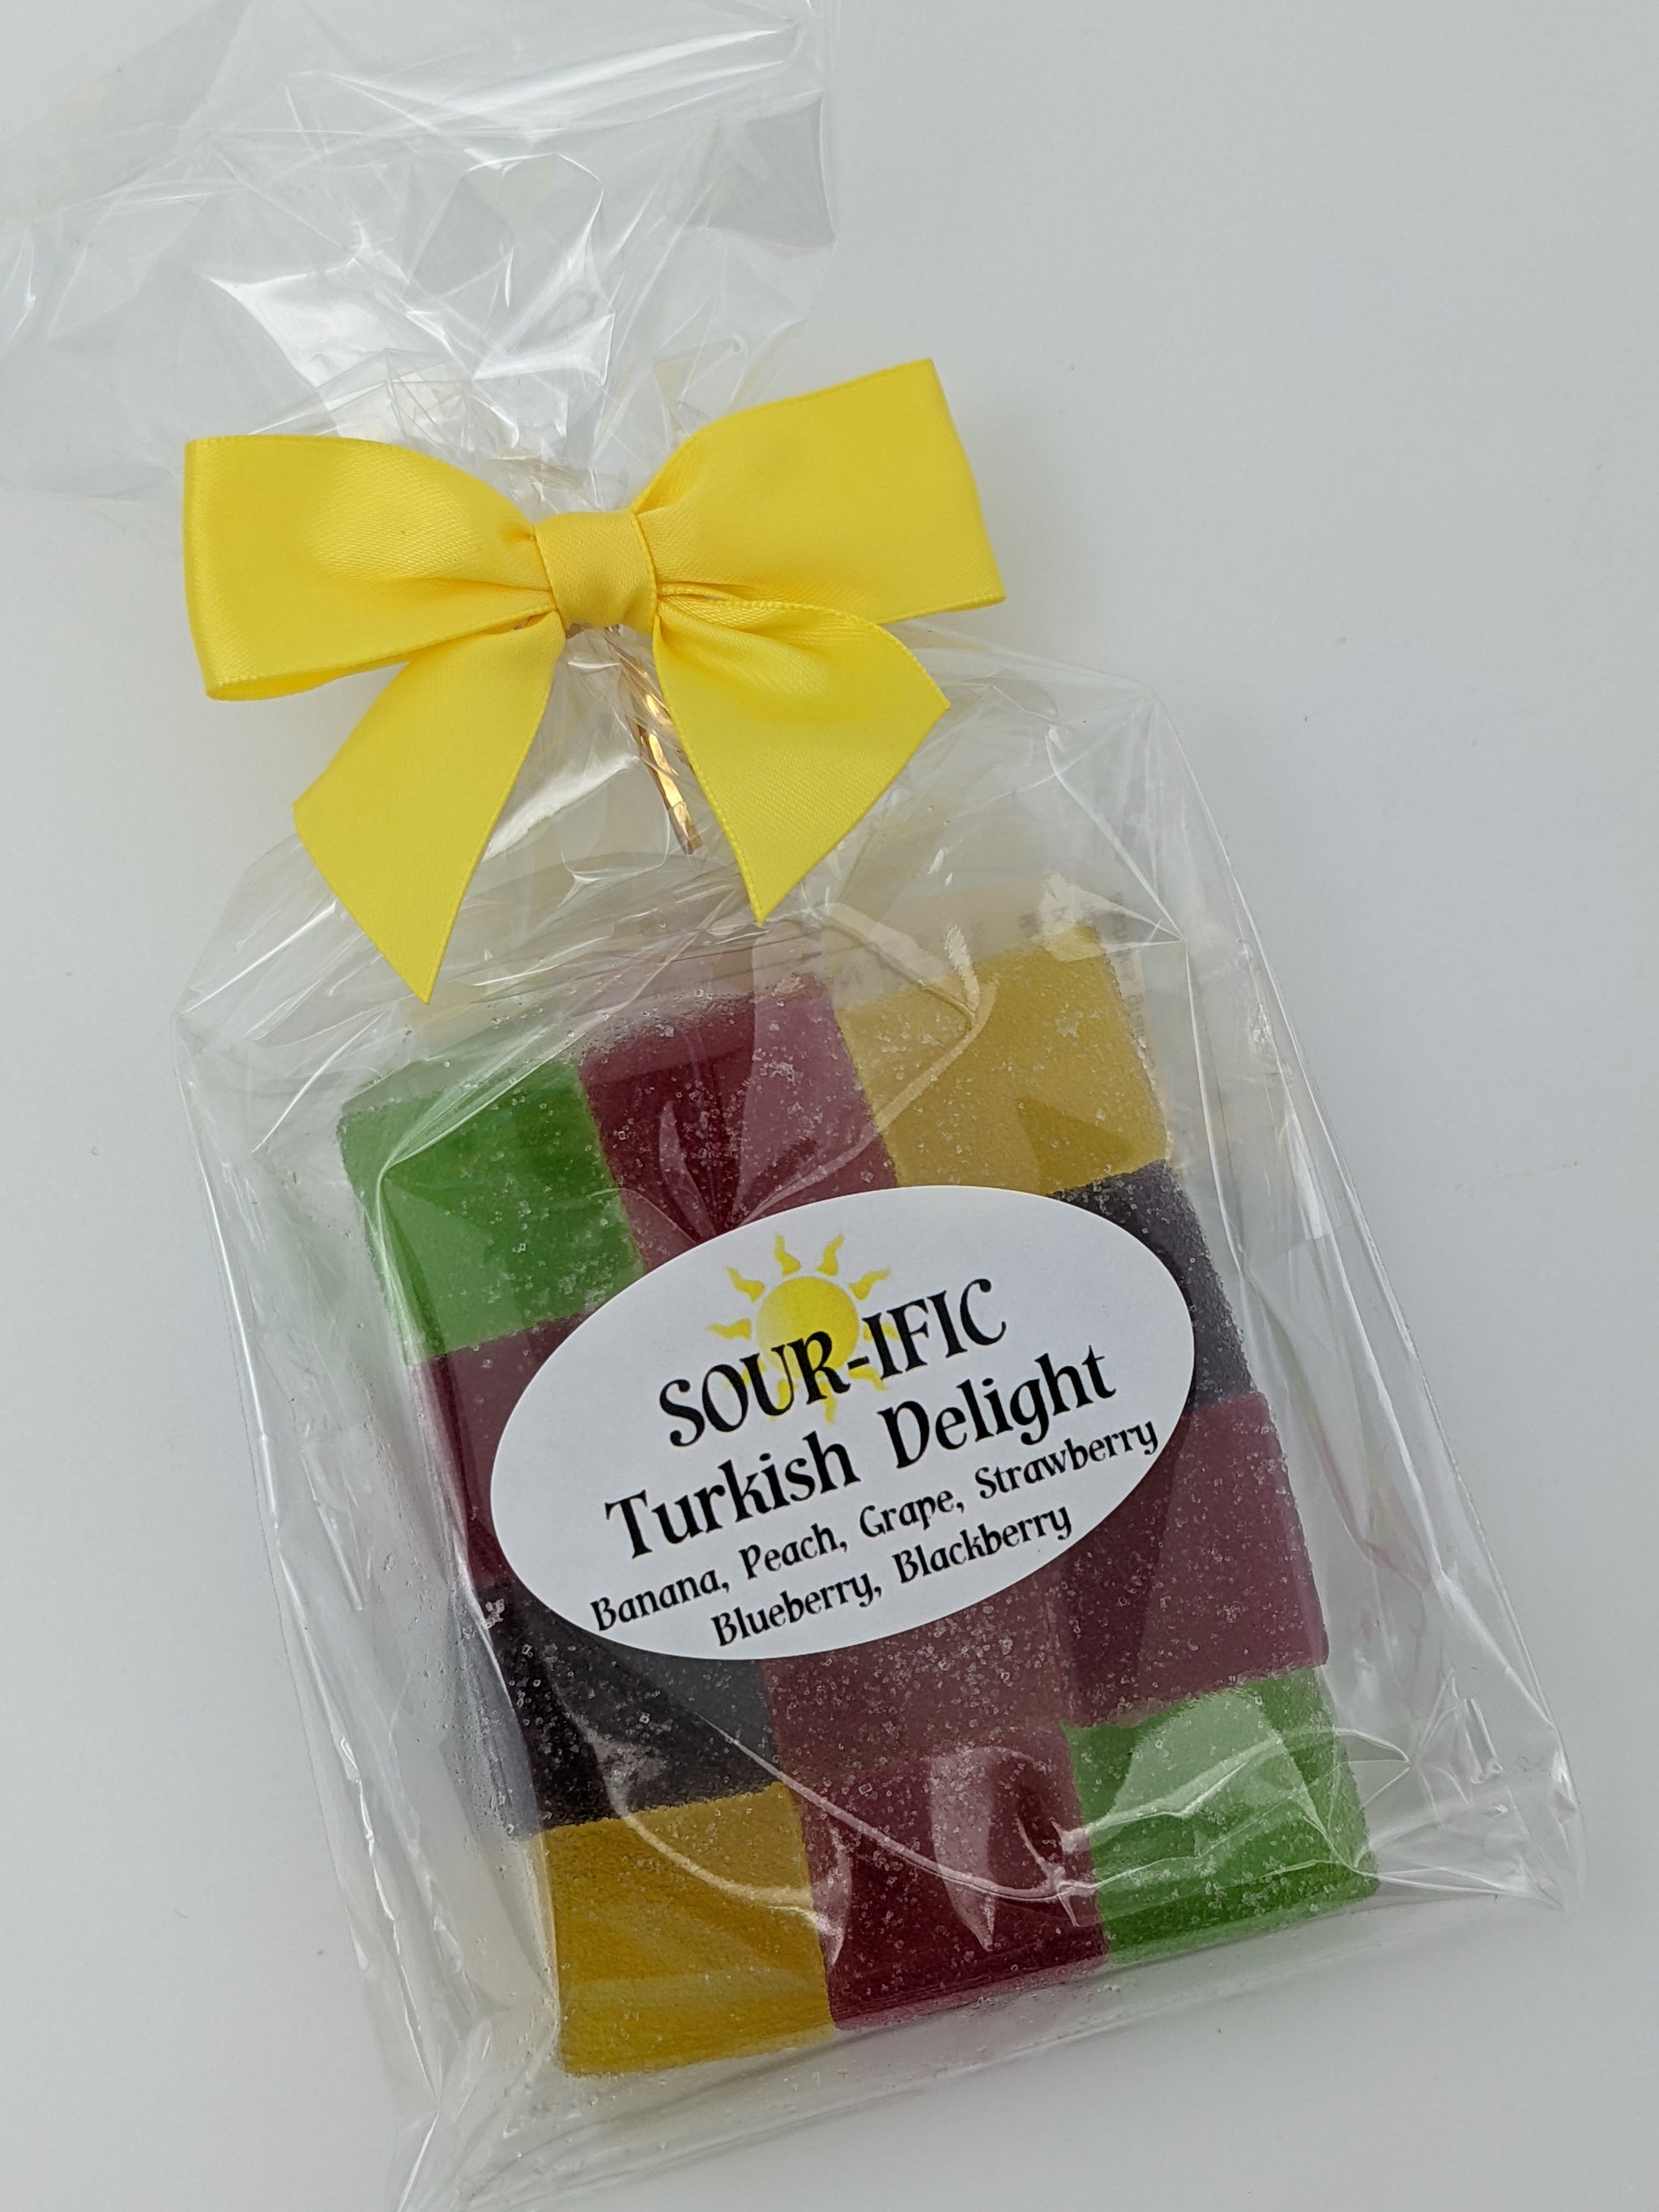 SOUR-IFIC
Turkish Delight
Banana, Peach, Grape, Strawberry
Blueberry, Blackberry